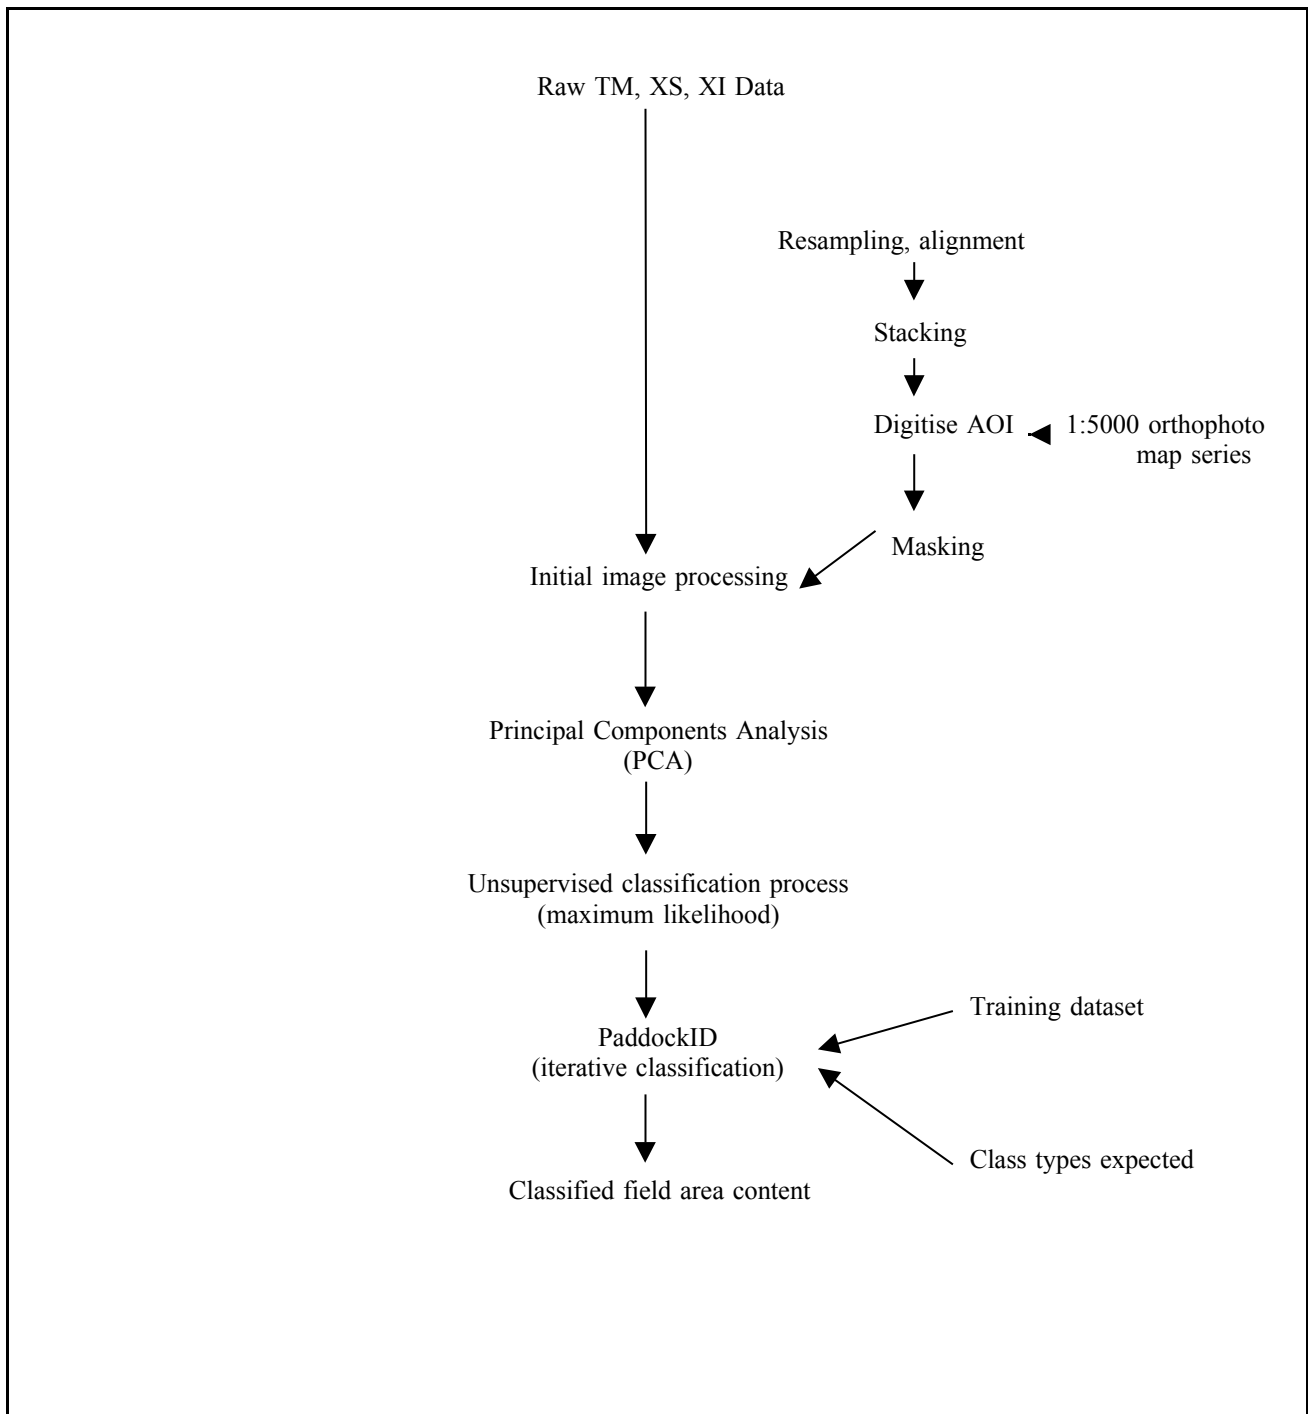 Raw TM, XS, XI Data
Resampling, alignment
Stacking
Digitise AOI
1:5000 orthophoto
map series
Masking
Initial image processing
Principal Components Analysis
(PCA)
Unsupervised classification process
(maximum likelihood)
Training dataset
PaddockID
(iterative classification)
Class types expected
Classified field area content